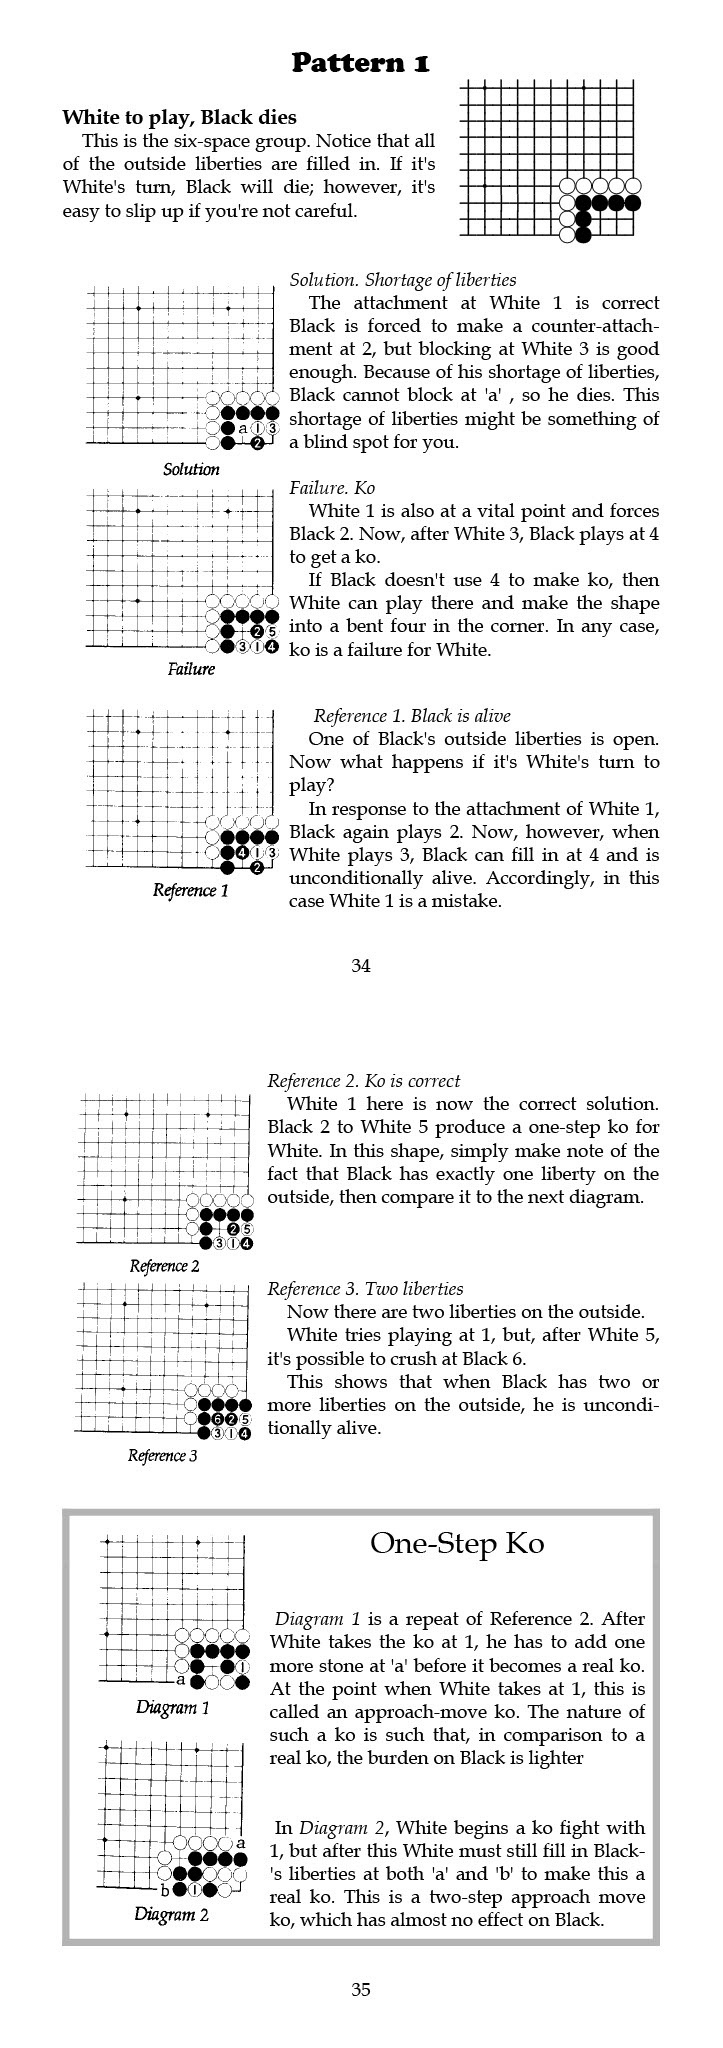 Pattern 1
White to play, Black dies
This is the six-space group. Notice that all
of the outside liberties are filled in. If it's
White's turn, Black will die; however, it's
easy to slip up if you're not careful.
Solution. Shortage of liberties
The attachment at White 1 is correct
Black is forced to make a counter-attach-
ment at 2, but blocking at White 3 is good
enough. Because of his shortage of liberties,
Black cannot block at 'a' , so he dies. This
shortage of liberties might be something of
a blind spot for you.
a 1 3
2
Solution
Failure. Ko
White 1 is also at a vital point and forces
Black 2. Now, after White 3, Black plays at 4
to get a ko.
If Black doesn't use 4 to make ko, then
White can play there and make the shape
into a bent four in the corner. In any case,
ko is a failure for White.
2 5
3 1 4
Failure
Reference 1. Black is alive
One of Black's outside liberties is open.
Now what happens if it's White's turn to
play?
In response to the attachment of White 1,
Black again plays 2. Now, however, when
White plays 3, Black can fill in at 4 and is
unconditionally alive. Accordingly, in this
case White 1 is a mistake.
4 1 3
2
Reference 1
34
Reference 2. Ko is correct
White 1 here is now the correct solution.
Black 2 to White 5 produce a one-step ko for
White. In this shape, simply make note of the
fact that Black has exactly one liberty on the
outside, then compare it to the next diagram.
2 5
3 1 4
Reference 2
Reference 3. Two liberties
Now there are two liberties on the outside.
White tries playing at 1, but, after White 5,
it's possible to crush at Black 6.
This shows that when Black has two or
more liberties on the outside, he is uncondi-
tionally alive.
6 2 5
3 1 4
Reference 3
One-Step Ko
Diagram 1 is a repeat of Reference 2. After
White takes the ko at 1, he has to add one
more stone at 'a' before it becomes a real ko.
At the point when White takes at 1, this is
called an approach-move ko. The nature of
such a ko is such that, in comparison to a
real ko, the burden on Black is lighter
1
a
Diagram 1
In Diagram 2, White begins a ko fight with
1, but after this White must still fill in Black-
's liberties at both 'a' and 'b' to make this a
real ko. This is a two-step approach move
ko, which has almost no effect on Black.
a
b 1
Diagram 2
35